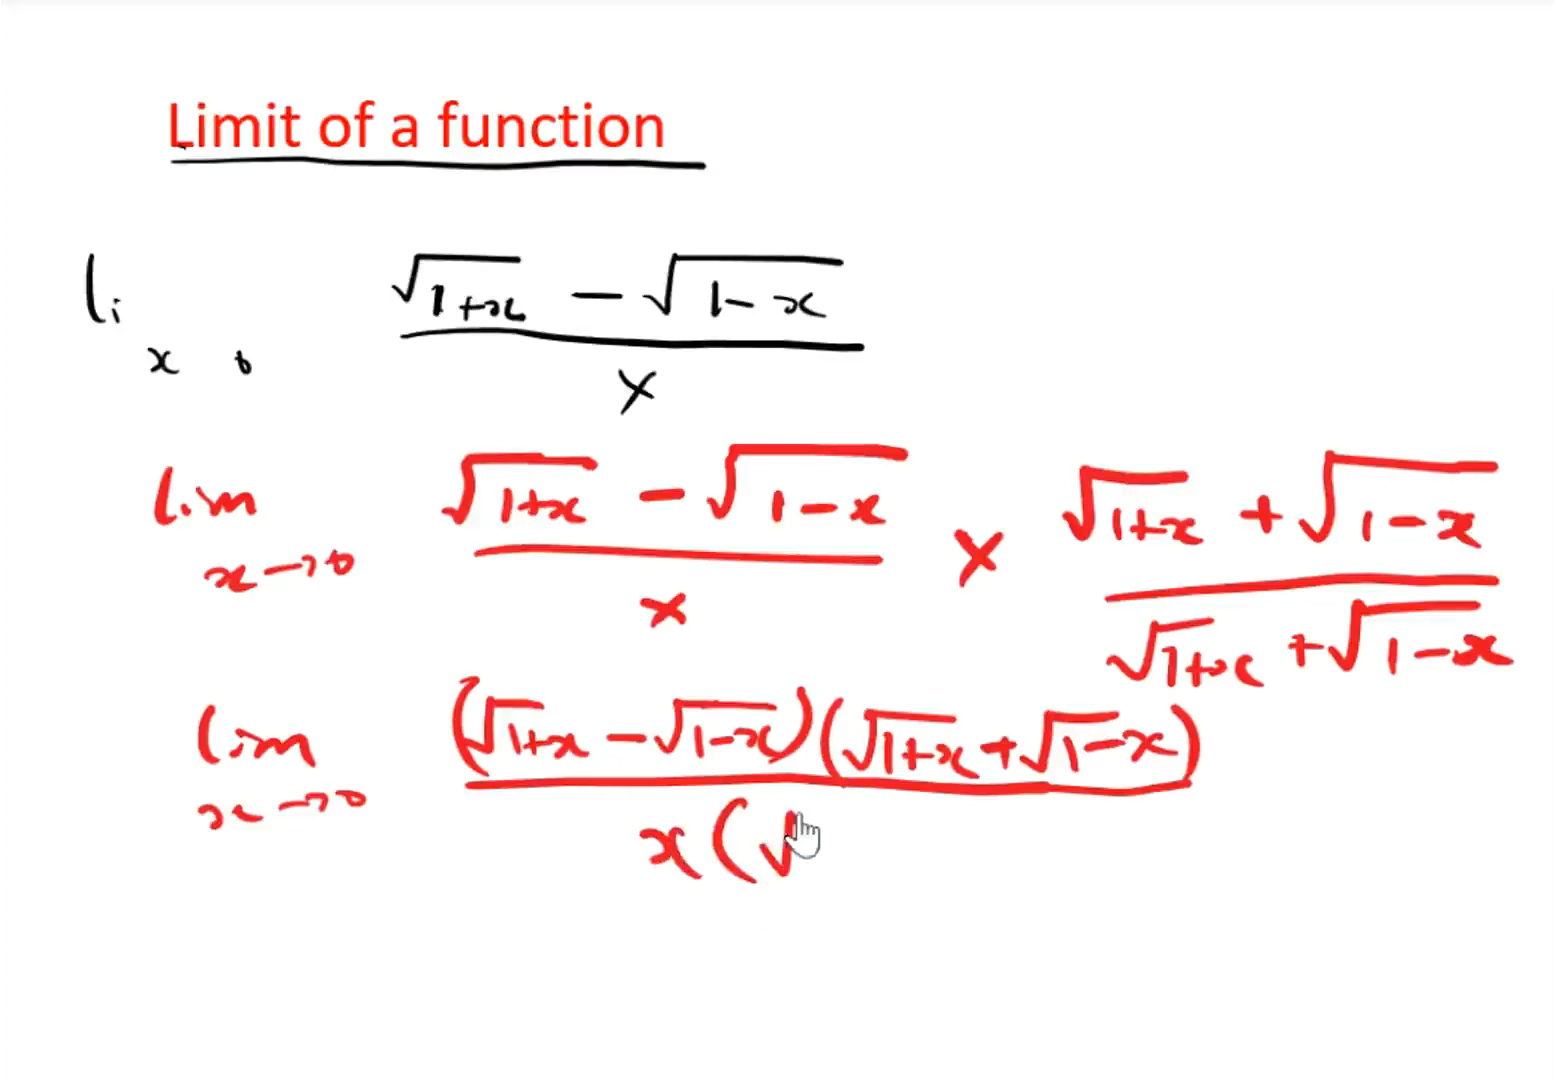 Limit of a function
li √1+x − √1−x
x 0 x
lim √1+x − √1−x × √1+x + √1−x
x→0 x √1+x + √1−x
lim (√1+x − √1−x)(√1+x + √1−x)
x→0 x(√